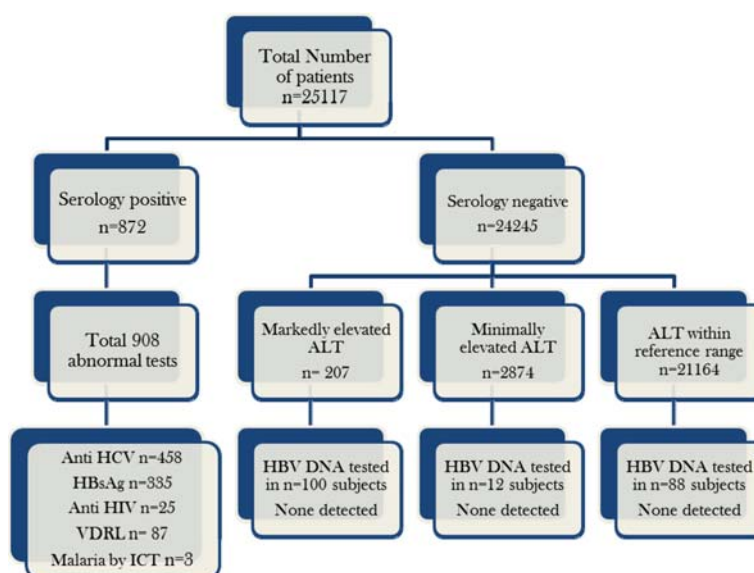 Total Number
of patients
n=25117
Serology positive
n=872
Serology negative
n=24245
Total 908
abnormal tests
Markedly elevated
ALT
n= 207
Minimally
elevated ALT
n=2874
ALT within
reference range
n=21164
Anti HCV n=458
HBsAg n=335
Anti HIV n=25
VDRL n= 87
Malaria by ICT n=3
HBV DNA tested
in n=100 subjects
None detected
HBV DNA tested
in n=12 subjects
None detected
HBV DNA tested
in n=88 subjects
None detected